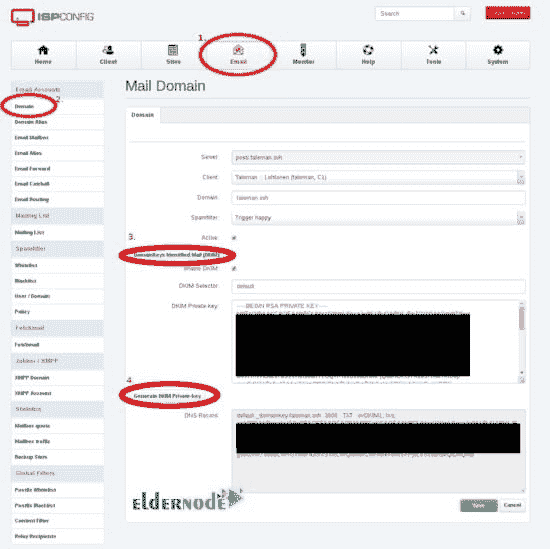 ISPCONFIG
Search
1.
Home
Client
Sites
Email
Monitor
Help
Tools
System
Email Accounts
2.
Domain
Domain Alias
Email Mailbox
Email Alias
Email Forward
Email Catchall
Email Routing
Mailing List
Mailing List
Spamfilter
Whitelist
Blacklist
User / Domain
Policy
Fetchmail
Fetchmail
Jabber / XMPP
XMPP Domain
XMPP Account
Statistics
Mailbox quota
Mailbox traffic
Backup Stats
Global Filters
Postfix Whitelist
Postfix Blacklist
Content Filter
Relay Recipients
Mail Domain
Domain
Server
posti.taleman.ssh
Client
Taleman
(taleman, C1)
Domain
taleman.ssh
Spamfilter
Trigger happy
3.
Active
DomainKeys Identified Mail (DKIM)
enable DKIM
DKIM Selector
default
DKIM Private-key
-----BEGIN RSA PRIVATE KEY-----
4.
Generate DKIM Private-key
DNS-Record
default._domainkey.taleman.ssh. 3600 TXT
ELDERNODE
Save
Cancel